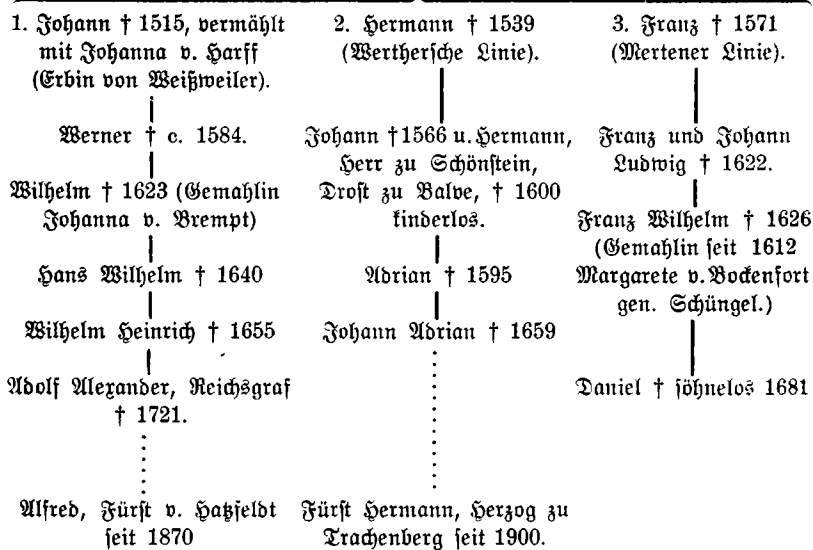 1. Johann † 1515, vermählt
mit Johanna v. Harff
(Erbin von Weißweiler).
Werner † c. 1584.
Wilhelm † 1623 (Gemahlin
Johanna v. Brempt)
Hans Wilhelm † 1640
Wilhelm Heinrich † 1655
Adolf Alexander, Reichsgraf
† 1721.
Alfred, Fürst v. Hatzfeldt
seit 1870
2. Hermann † 1539
(Werthersche Linie).
Johann †1566 u. Hermann,
Herr zu Schönstein,
Drost zu Balve, † 1600
kinderlos.
Adrian † 1595
Johann Adrian † 1659
Fürst Hermann, Herzog zu
Trachenberg seit 1900.
3. Franz † 1571
(Mertener Linie).
Franz und Johann
Ludwig † 1622.
Franz Wilhelm † 1626
(Gemahlin seit 1612
Margarete v. Bockenfort
gen. Schüngel.)
Daniel † söhnelos 1681